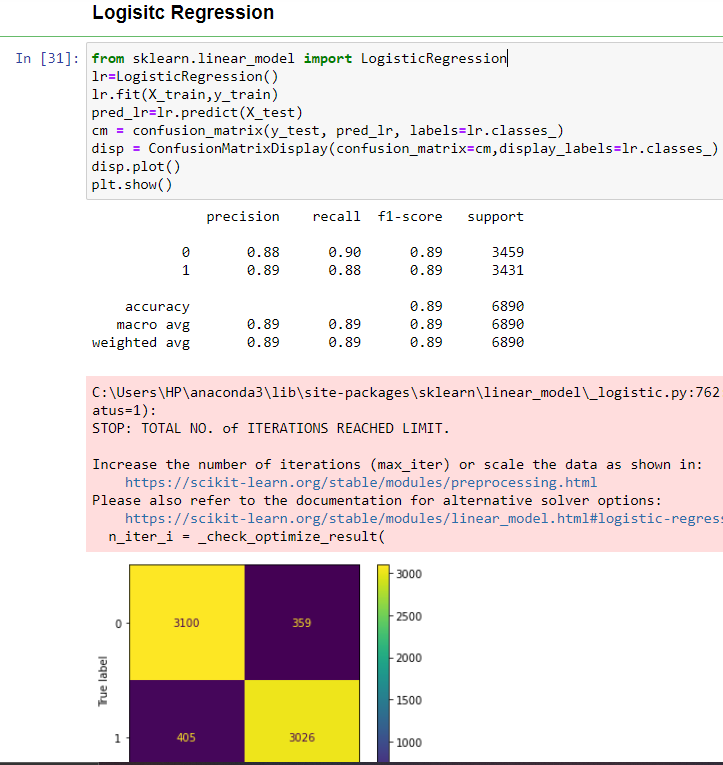 Logisitc Regression
In [31]: from sklearn.linear_model import LogisticRegression
lr=LogisticRegression()
lr.fit(X_train,y_train)
pred_lr=lr.predict(X_test)
cm = confusion_matrix(y_test, pred_lr, labels=lr.classes_)
disp = ConfusionMatrixDisplay(confusion_matrix=cm,display_labels=lr.classes_)
disp.plot()
plt.show()
precision recall f1-score support
0 0.88 0.90 0.89 3459
1 0.89 0.88 0.89 3431
accuracy 0.89 6890
macro avg 0.89 0.89 0.89 6890
weighted avg 0.89 0.89 0.89 6890
C:\Users\HP\anaconda3\lib\site-packages\sklearn\linear_model\_logistic.py:762
atus=1):
STOP: TOTAL NO. of ITERATIONS REACHED LIMIT.
Increase the number of iterations (max_iter) or scale the data as shown in:
https://scikit-learn.org/stable/modules/preprocessing.html
Please also refer to the documentation for alternative solver options:
https://scikit-learn.org/stable/modules/linear_model.html#logistic-regres
n_iter_i = _check_optimize_result(
3000
0 3100 359
2500
2000
True label
1500
1 405 3026
1000